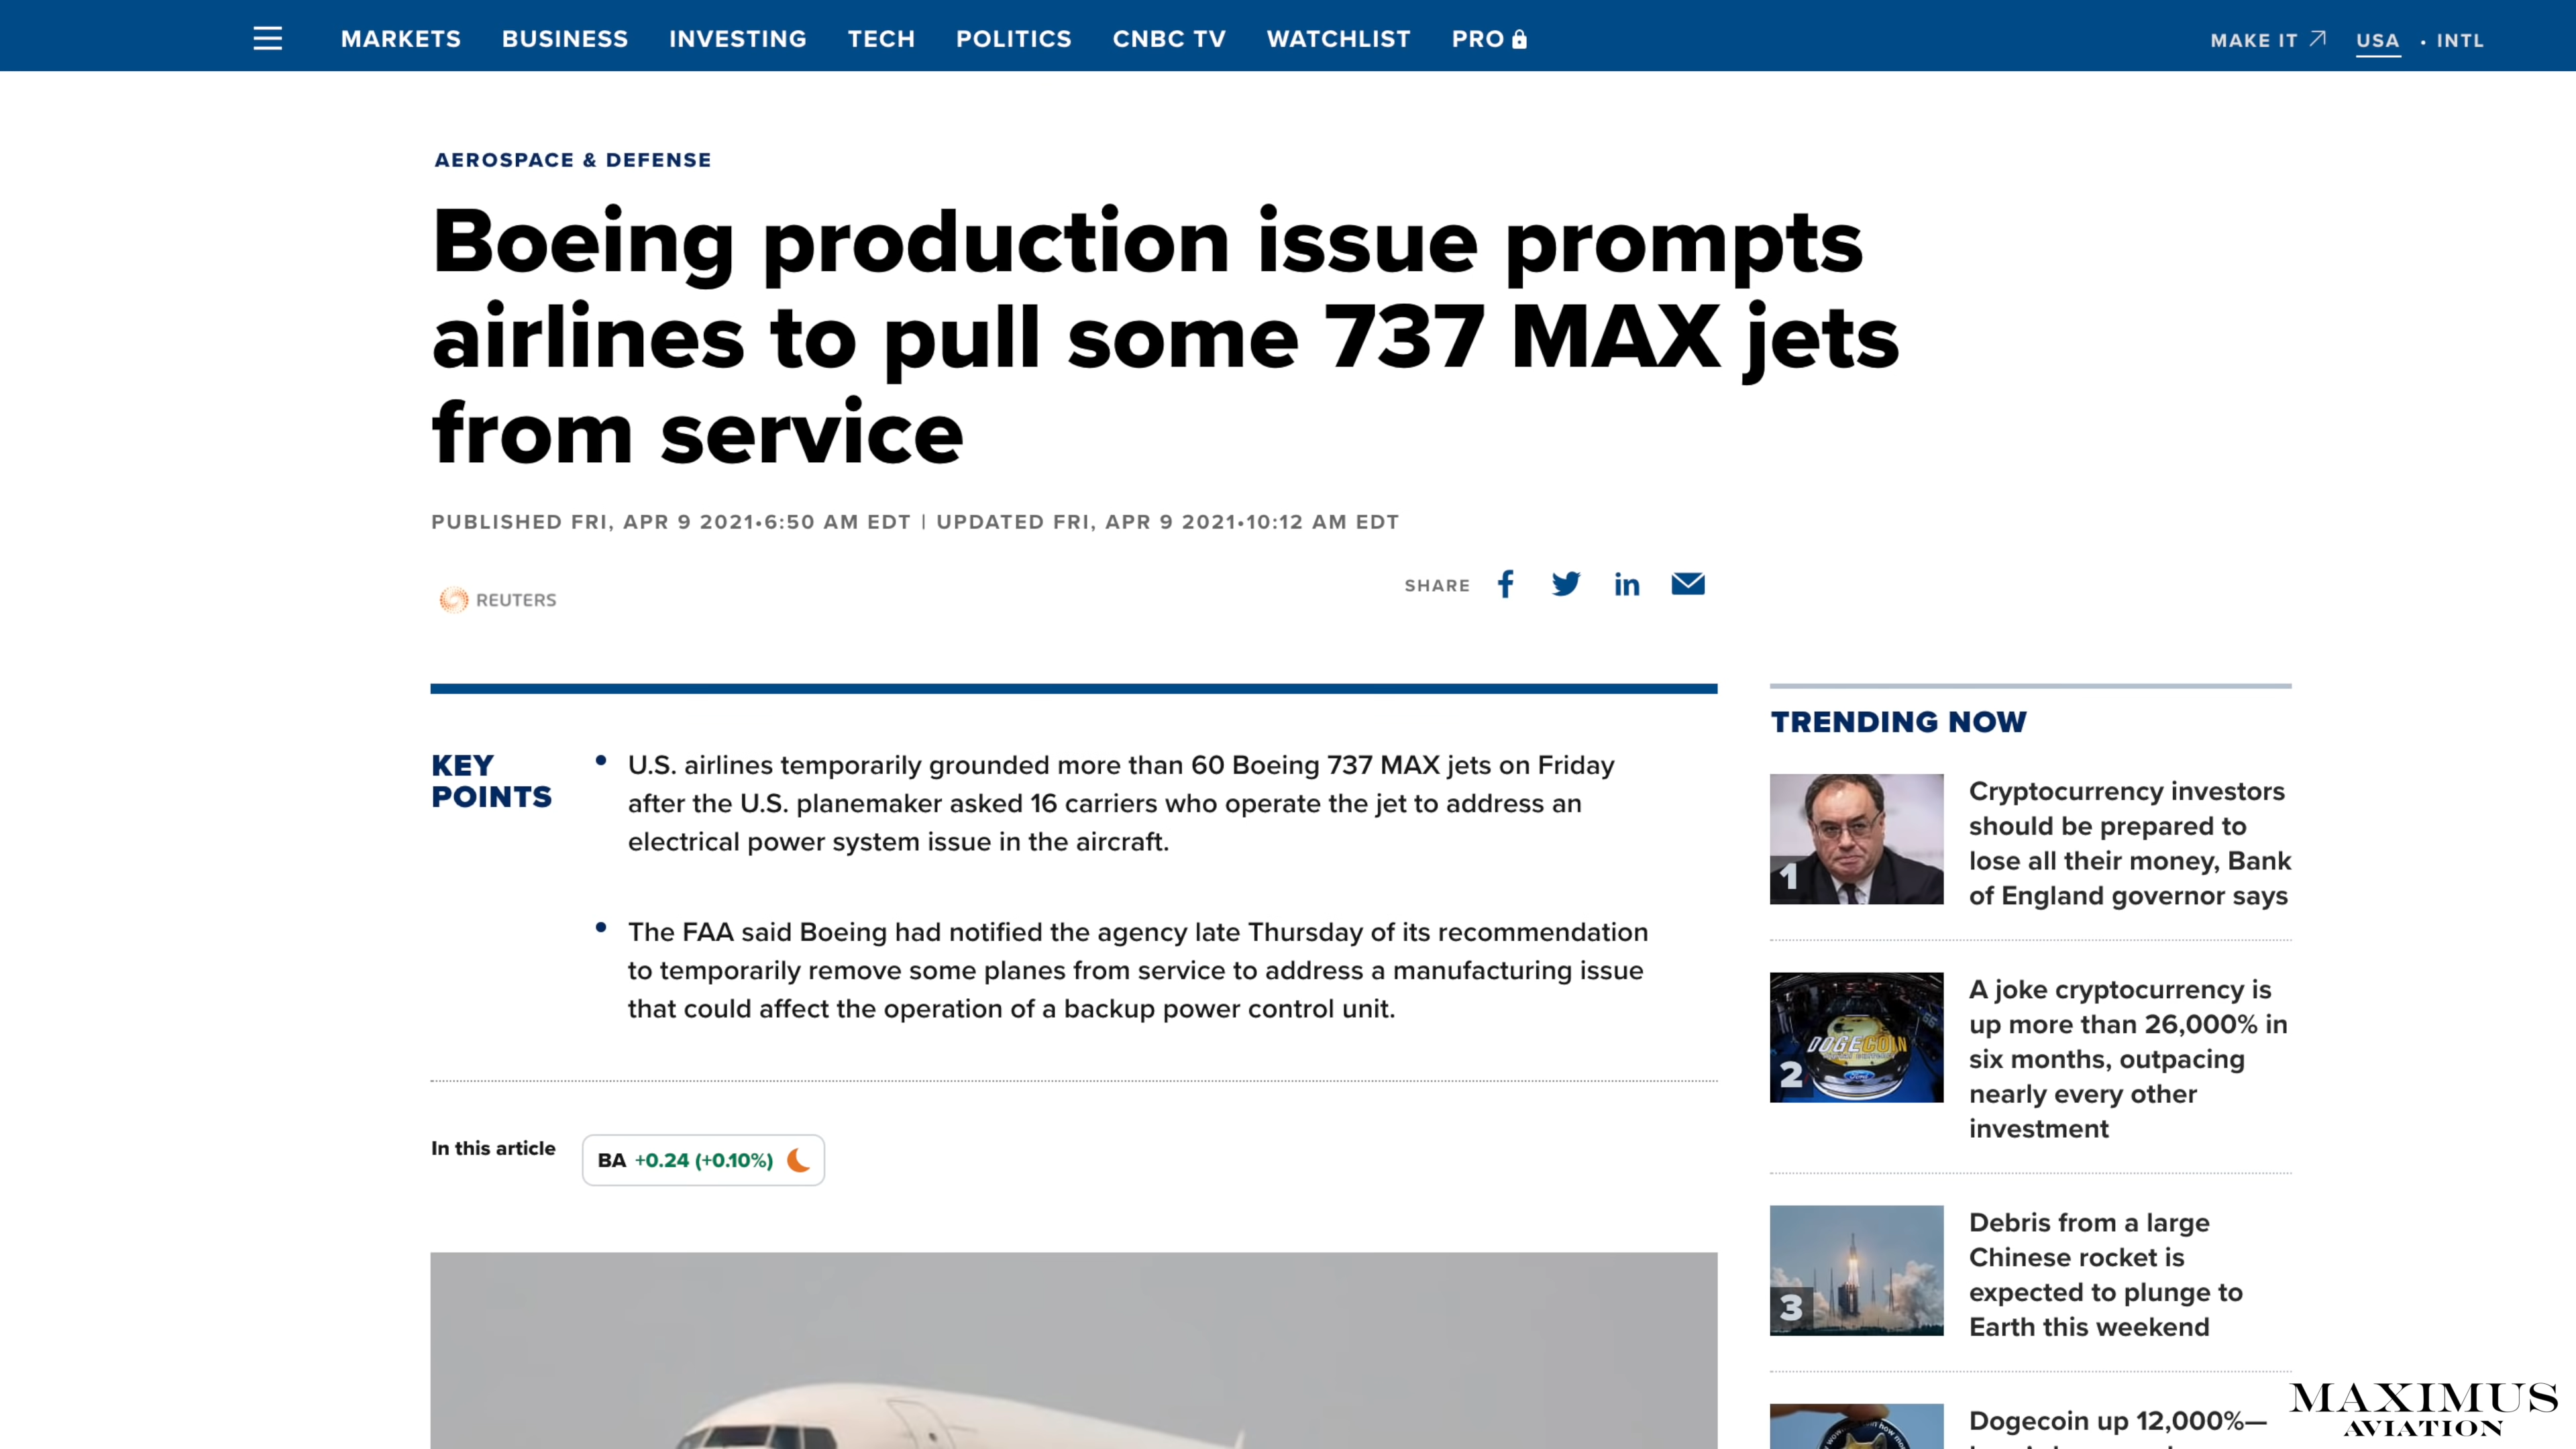 MARKETS BUSINESS INVESTING TECH POLITICS CNBC TV WATCHLIST PRO
MAKE IT USA • INTL
AEROSPACE & DEFENSE
Boeing production issue prompts
airlines to pull some 737 MAX jets
from service
PUBLISHED FRI, APR 9 2021•6:50 AM EDT | UPDATED FRI, APR 9 2021•10:12 AM EDT
REUTERS
SHARE
KEY
POINTS
• U.S. airlines temporarily grounded more than 60 Boeing 737 MAX jets on Friday
after the U.S. planemaker asked 16 carriers who operate the jet to address an
electrical power system issue in the aircraft.
• The FAA said Boeing had notified the agency late Thursday of its recommendation
to temporarily remove some planes from service to address a manufacturing issue
that could affect the operation of a backup power control unit.
In this article
BA +0.24 (+0.10%)
TRENDING NOW
1
Cryptocurrency investors
should be prepared to
lose all their money, Bank
of England governor says
DOGECOIN
Ford
2
A joke cryptocurrency is
up more than 26,000% in
six months, outpacing
nearly every other
investment
3
Debris from a large
Chinese rocket is
expected to plunge to
Earth this weekend
Dogecoin up 12,000%—
MAXIMUS
AVIATION